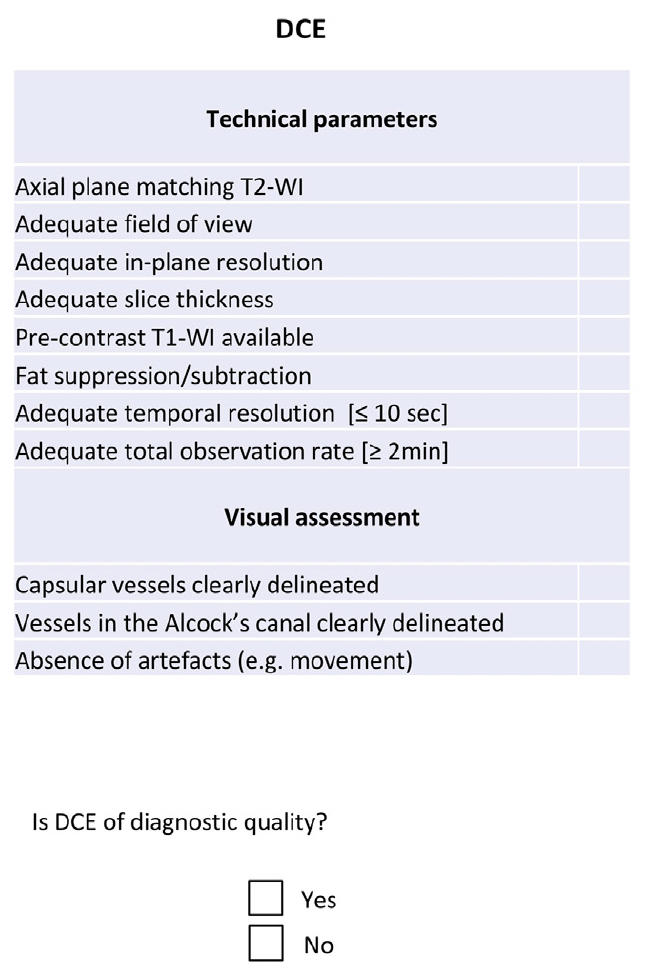 DCE
Technical parameters
Axial plane matching T2-WI
Adequate field of view
Adequate in-plane resolution
Adequate slice thickness
Pre-contrast T1-WI available
Fat suppression/subtraction
Adequate temporal resolution  [≤ 10 sec]
Adequate total observation rate [≥ 2min]
Visual assessment
Capsular vessels clearly delineated
Vessels in the Alcock’s canal clearly delineated
Absence of artefacts (e.g. movement)
Is DCE of diagnostic quality?
Yes
No